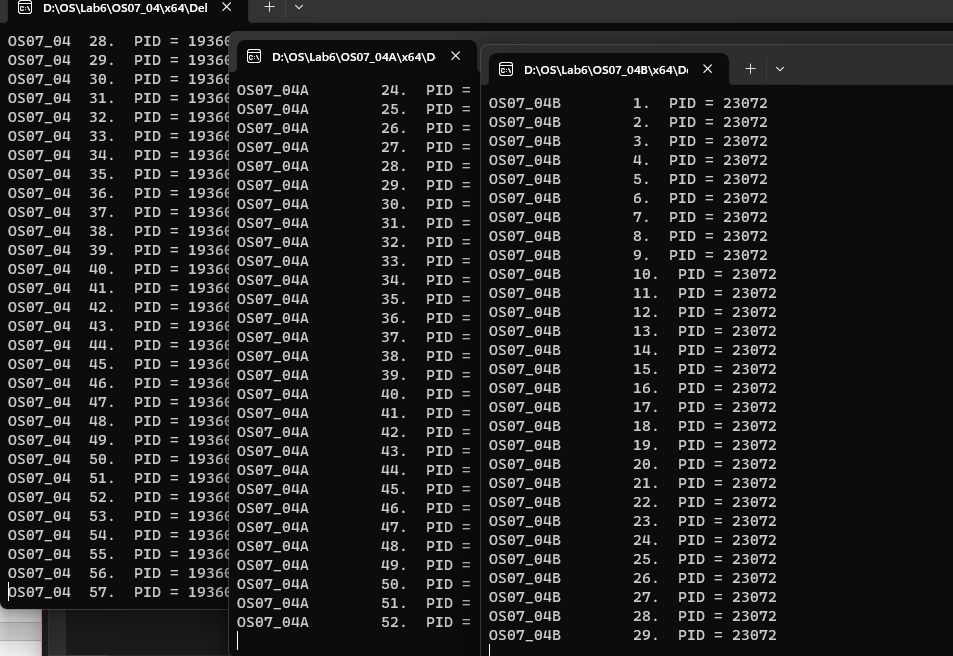 D:\OS\Lab6\OS07_04\x64\Del
OS07_04 28. PID = 19360
OS07_04 29. PID = 19360
OS07_04 30. PID = 19360
OS07_04 31. PID = 19360
OS07_04 32. PID = 19360
OS07_04 33. PID = 19360
OS07_04 34. PID = 19360
OS07_04 35. PID = 19360
OS07_04 36. PID = 19360
OS07_04 37. PID = 19360
OS07_04 38. PID = 19360
OS07_04 39. PID = 19360
OS07_04 40. PID = 19360
OS07_04 41. PID = 19360
OS07_04 42. PID = 19360
OS07_04 43. PID = 19360
OS07_04 44. PID = 19360
OS07_04 45. PID = 19360
OS07_04 46. PID = 19360
OS07_04 47. PID = 19360
OS07_04 48. PID = 19360
OS07_04 49. PID = 19360
OS07_04 50. PID = 19360
OS07_04 51. PID = 19360
OS07_04 52. PID = 19360
OS07_04 53. PID = 19360
OS07_04 54. PID = 19360
OS07_04 55. PID = 19360
OS07_04 56. PID = 19360
OS07_04 57. PID = 19360
D:\OS\Lab6\OS07_04A\x64\D
OS07_04A 24. PID =
OS07_04A 25. PID =
OS07_04A 26. PID =
OS07_04A 27. PID =
OS07_04A 28. PID =
OS07_04A 29. PID =
OS07_04A 30. PID =
OS07_04A 31. PID =
OS07_04A 32. PID =
OS07_04A 33. PID =
OS07_04A 34. PID =
OS07_04A 35. PID =
OS07_04A 36. PID =
OS07_04A 37. PID =
OS07_04A 38. PID =
OS07_04A 39. PID =
OS07_04A 40. PID =
OS07_04A 41. PID =
OS07_04A 42. PID =
OS07_04A 43. PID =
OS07_04A 44. PID =
OS07_04A 45. PID =
OS07_04A 46. PID =
OS07_04A 47. PID =
OS07_04A 48. PID =
OS07_04A 49. PID =
OS07_04A 50. PID =
OS07_04A 51. PID =
OS07_04A 52. PID =
D:\OS\Lab6\OS07_04B\x64\De
OS07_04B 1. PID = 23072
OS07_04B 2. PID = 23072
OS07_04B 3. PID = 23072
OS07_04B 4. PID = 23072
OS07_04B 5. PID = 23072
OS07_04B 6. PID = 23072
OS07_04B 7. PID = 23072
OS07_04B 8. PID = 23072
OS07_04B 9. PID = 23072
OS07_04B 10. PID = 23072
OS07_04B 11. PID = 23072
OS07_04B 12. PID = 23072
OS07_04B 13. PID = 23072
OS07_04B 14. PID = 23072
OS07_04B 15. PID = 23072
OS07_04B 16. PID = 23072
OS07_04B 17. PID = 23072
OS07_04B 18. PID = 23072
OS07_04B 19. PID = 23072
OS07_04B 20. PID = 23072
OS07_04B 21. PID = 23072
OS07_04B 22. PID = 23072
OS07_04B 23. PID = 23072
OS07_04B 24. PID = 23072
OS07_04B 25. PID = 23072
OS07_04B 26. PID = 23072
OS07_04B 27. PID = 23072
OS07_04B 28. PID = 23072
OS07_04B 29. PID = 23072